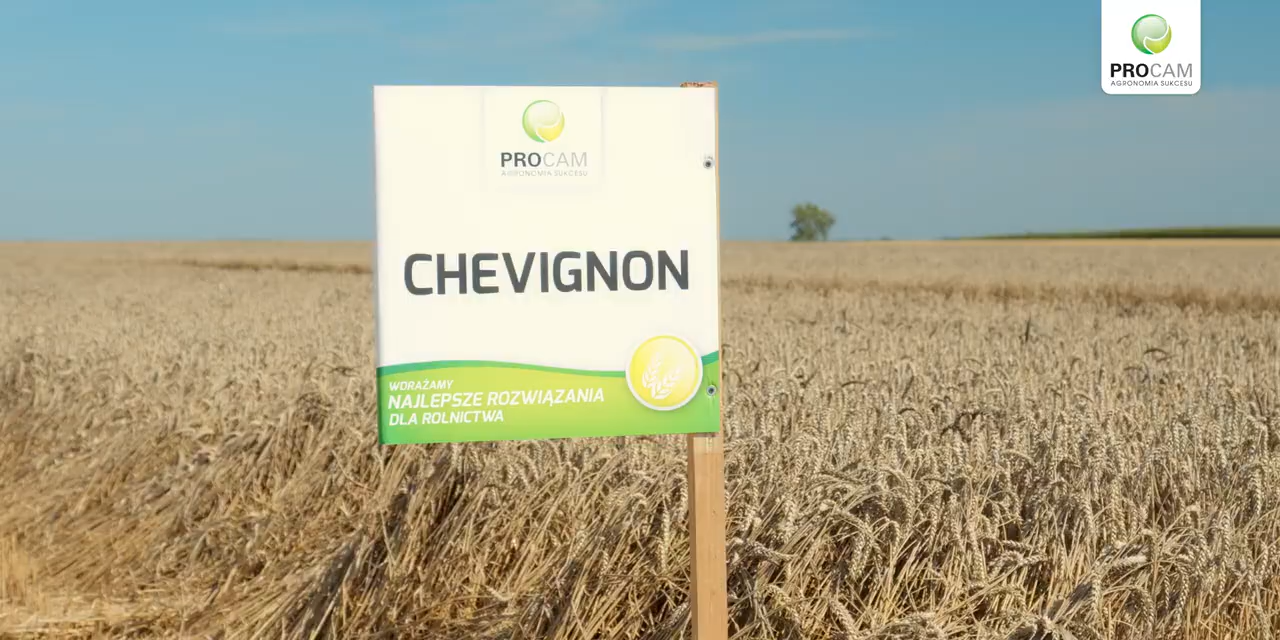 PROCAM
AGRONOMIA SUKCESU
PROCAM
AGRONOMIA SUKCESU
CHEVIGNON
WDRAŻAMY
NAJLEPSZE ROZWIĄZANIA
DLA ROLNICTWA